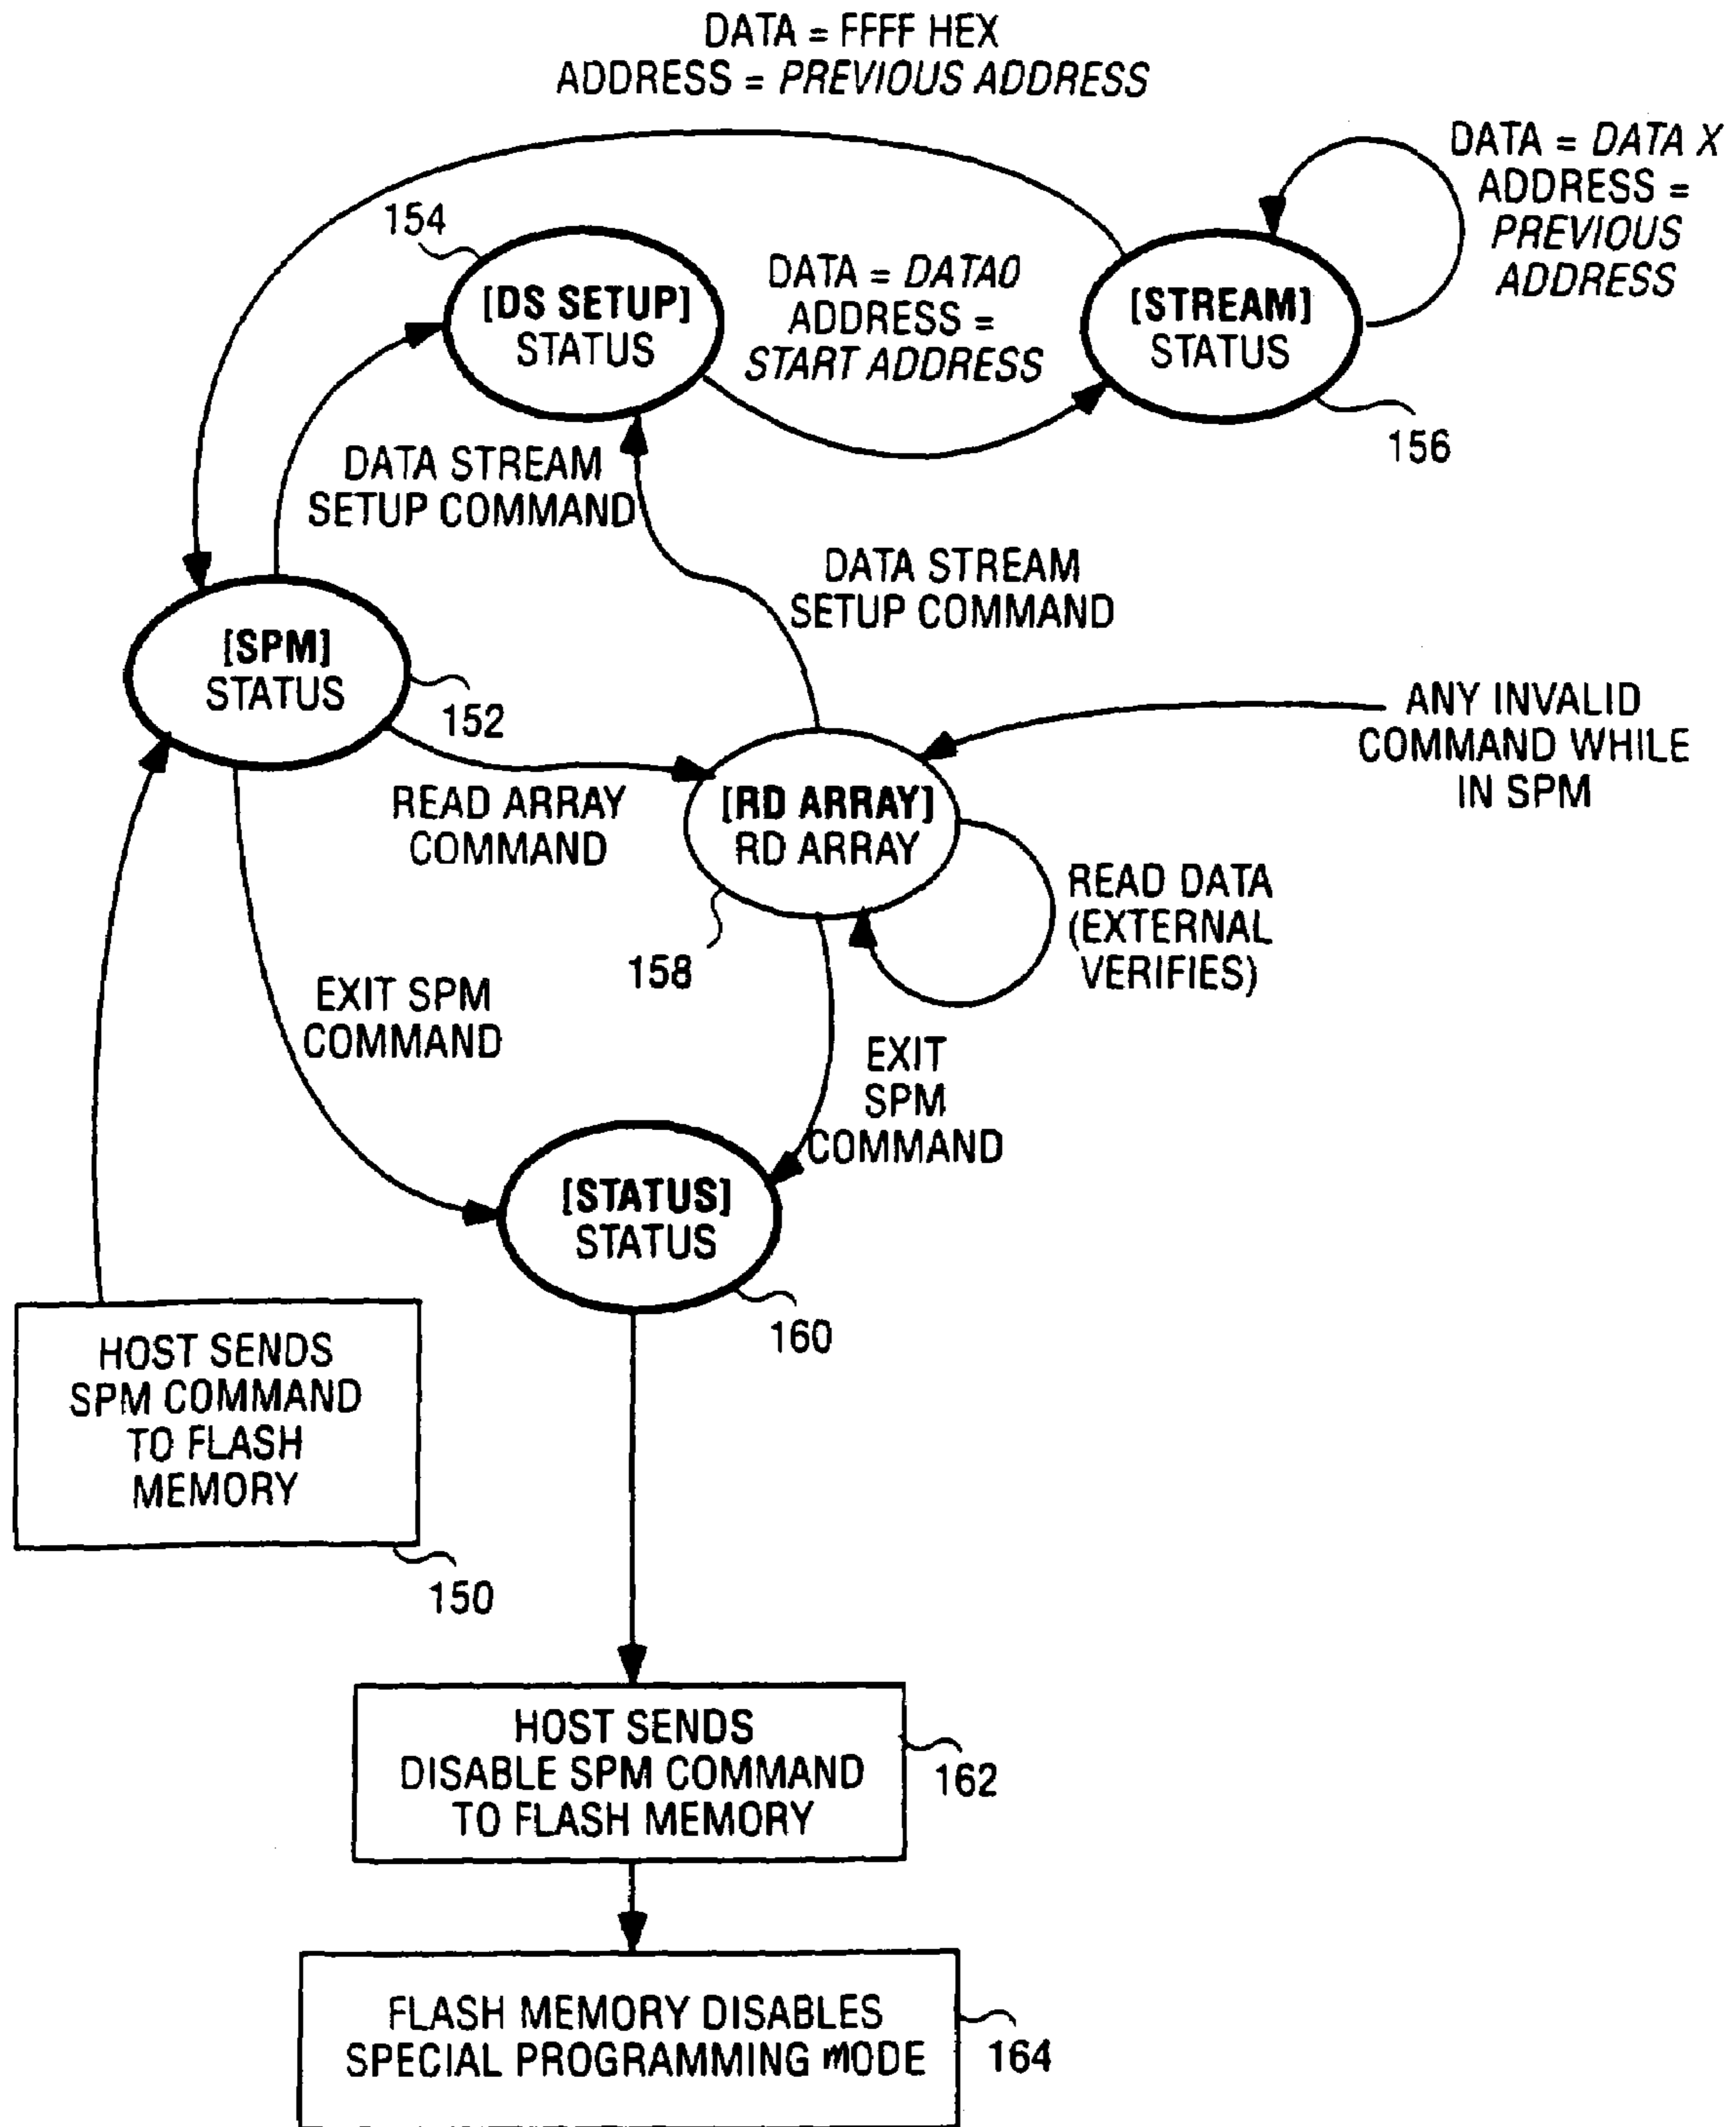 DATA = FFFF HEX
ADDRESS = PREVIOUS ADDRESS
DATA = DATA X
ADDRESS =
PREVIOUS
ADDRESS
154
[DS SETUP]
STATUS
DATA = DATA0
ADDRESS =
START ADDRESS
[STREAM]
STATUS
156
DATA STREAM
SETUP COMMAND
DATA STREAM
SETUP COMMAND
[SPM]
STATUS
152
ANY INVALID
COMMAND WHILE
IN SPM
READ ARRAY
COMMAND
[RD ARRAY]
RD ARRAY
158
READ DATA
(EXTERNAL
VERIFIES)
EXIT SPM
COMMAND
EXIT
SPM
COMMAND
[STATUS]
STATUS
160
HOST SENDS
SPM COMMAND
TO FLASH
MEMORY
150
HOST SENDS
DISABLE SPM COMMAND
TO FLASH MEMORY
162
FLASH MEMORY DISABLES
SPECIAL PROGRAMMING MODE
164